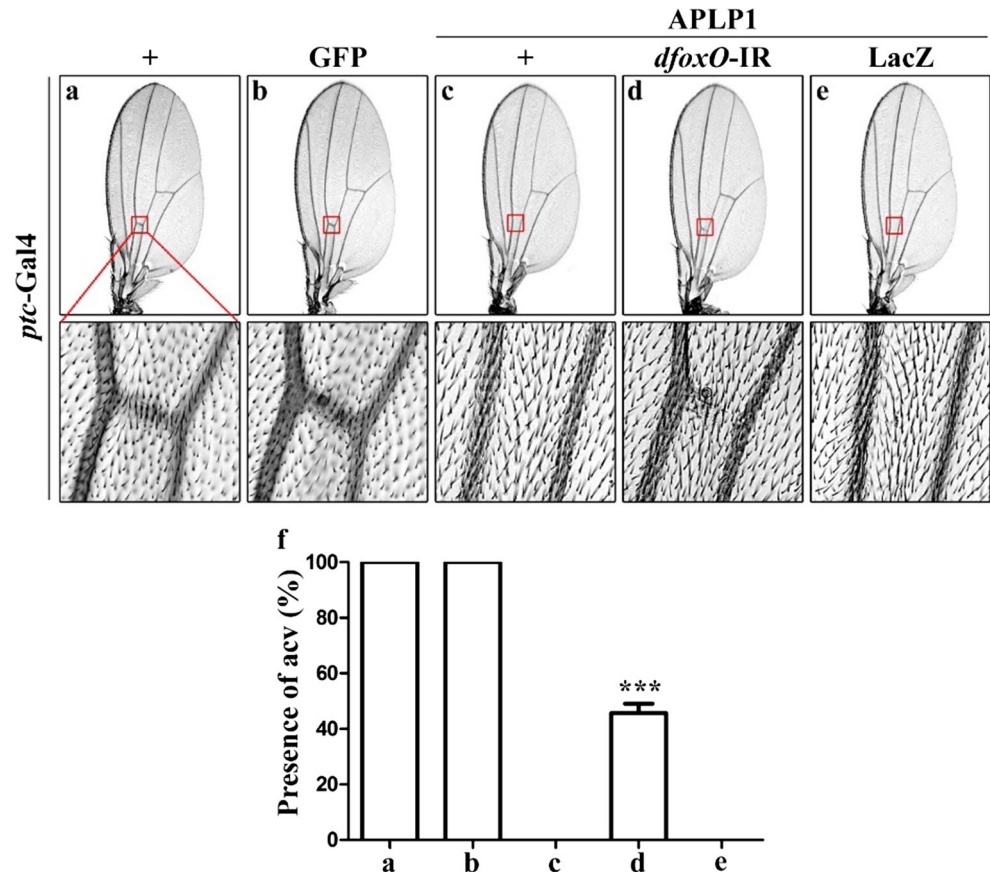 APLP1
+ GFP + dfoxO-IR LacZ
a b c d e
ptc-Gal4
f
Presence of acv (%)
100
80
60
40
20
0
***
a b c d e